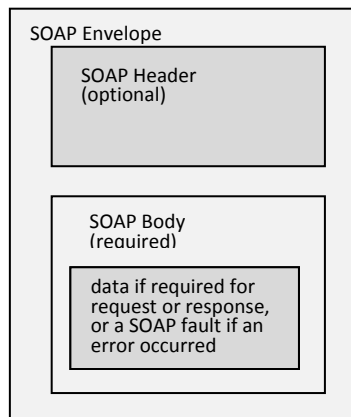 SOAP Envelope
SOAP Header
(optional)
SOAP Body
(required)
data if required for
request or response,
or a SOAP fault if an
error occurred